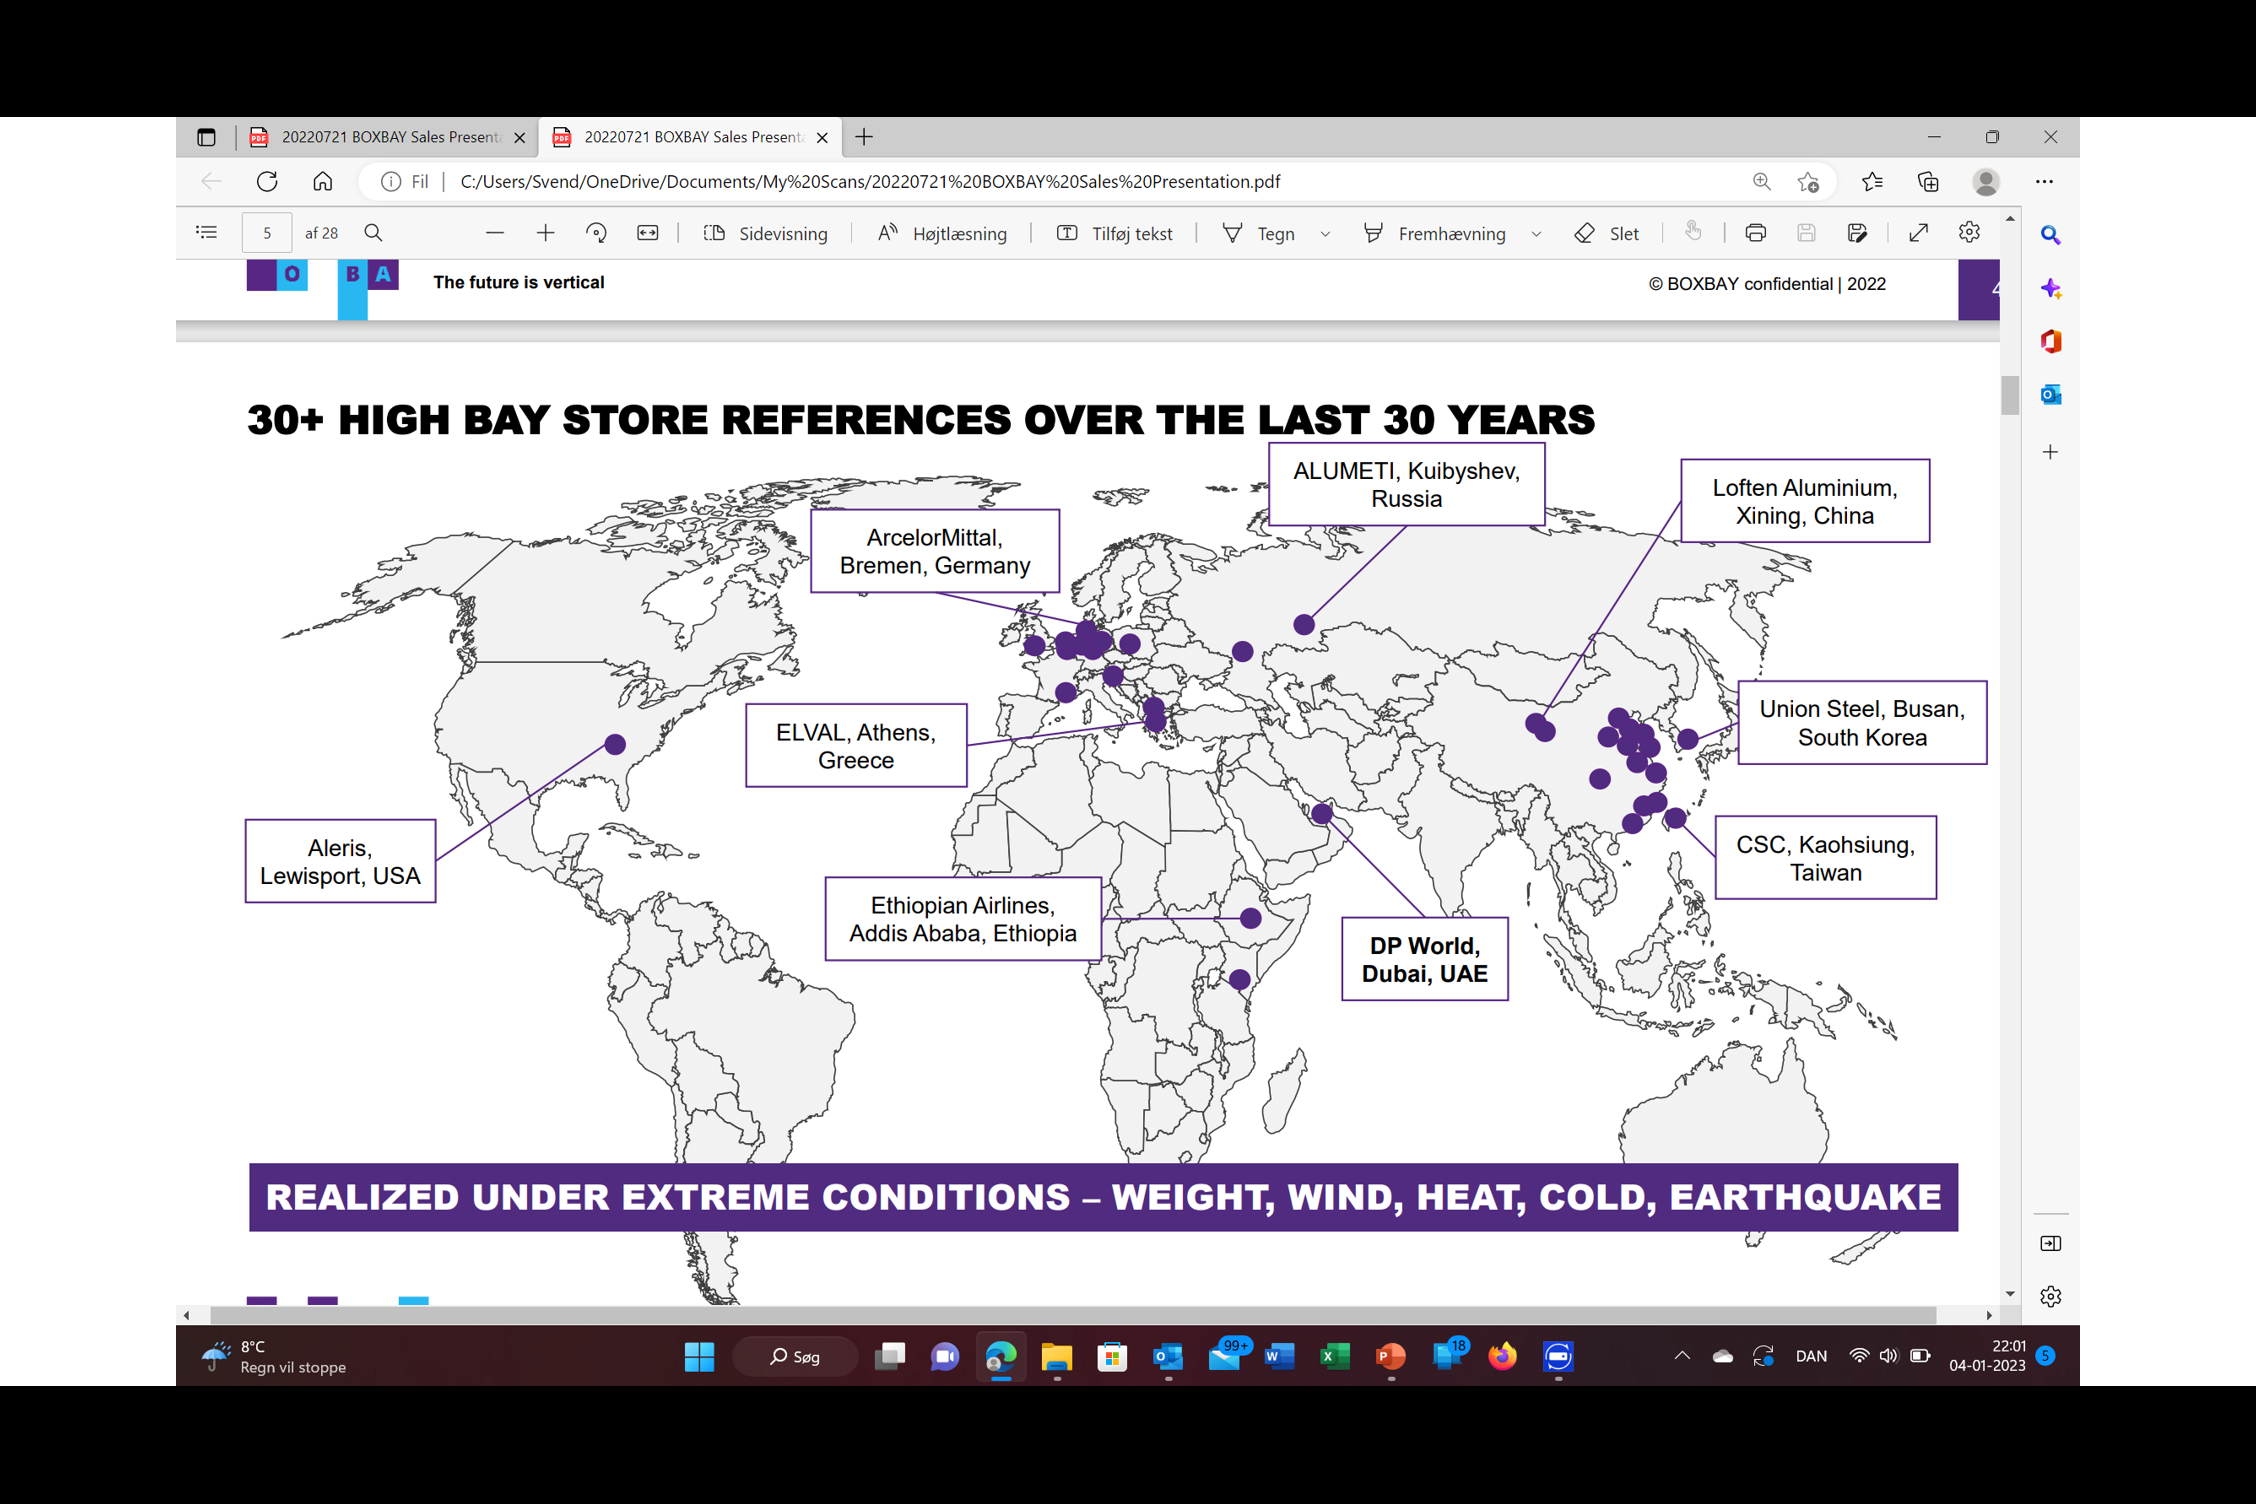 20220721 BOXBAY Sales Present
20220721 BOXBAY Sales Present
Fil
C:/Users/Svend/OneDrive/Documents/My%20Scans/20220721%20BOXBAY%20Sales%20Presentation.pdf
5 af 28
Sidevisning
Højtlæsning
Tilføj tekst
Tegn
Fremhævning
Slet
O B A
The future is vertical
© BOXBAY confidential | 2022
4
30+ HIGH BAY STORE REFERENCES OVER THE LAST 30 YEARS
ALUMETI, Kuibyshev,
Russia
Loften Aluminium,
Xining, China
ArcelorMittal,
Bremen, Germany
Union Steel, Busan,
South Korea
ELVAL, Athens,
Greece
Aleris,
Lewisport, USA
CSC, Kaohsiung,
Taiwan
Ethiopian Airlines,
Addis Ababa, Ethiopia
DP World,
Dubai, UAE
REALIZED UNDER EXTREME CONDITIONS – WEIGHT, WIND, HEAT, COLD, EARTHQUAKE
8°C
Regn vil stoppe
Søg
99+
18
DAN
22:01
04-01-2023
5